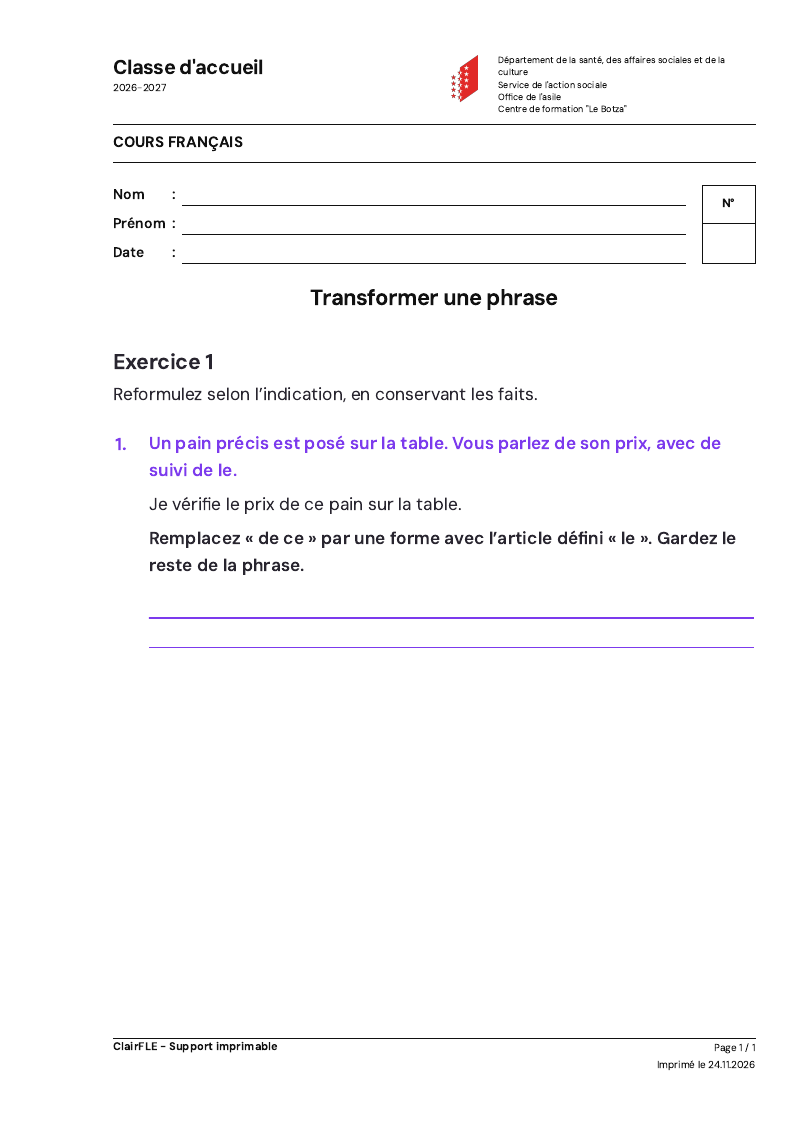 Classe d'accueil
2026-2027
Département de la santé, des affaires sociales et de la
culture
Service de l'action sociale
Office de l'asile
Centre de formation "Le Botza"
COURS FRANÇAIS
Nom :
Prénom :
Date :
N°
Transformer une phrase
Exercice 1
Reformulez selon l’indication, en conservant les faits.
1. Un pain précis est posé sur la table. Vous parlez de son prix, avec de
suivi de le.
Je vérifie le prix de ce pain sur la table.
Remplacez « de ce » par une forme avec l’article défini « le ». Gardez le
reste de la phrase.
ClairFLE - Support imprimable
Page 1 / 1
Imprimé le 24.11.2026